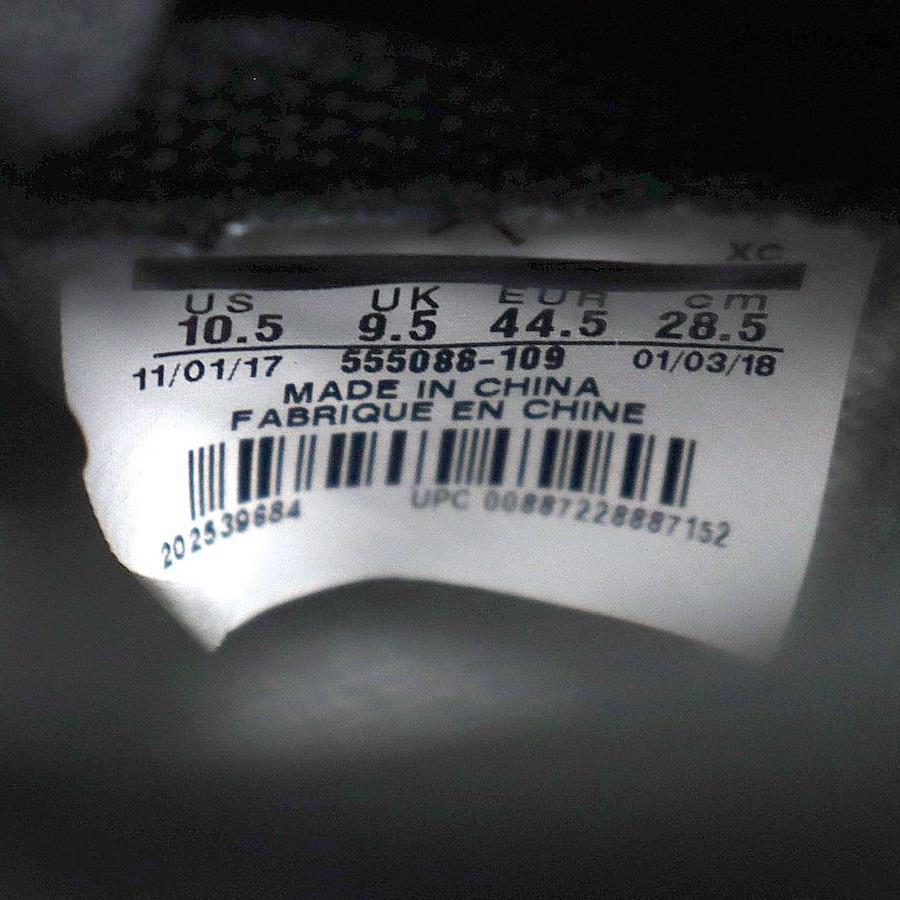 XC
US UK EUR cm
10.5 9.5 44.5 28.5
11/01/17 555088-109 01/03/18
MADE IN CHINA
FABRIQUE EN CHINE
202539684 UPC 00887228887152